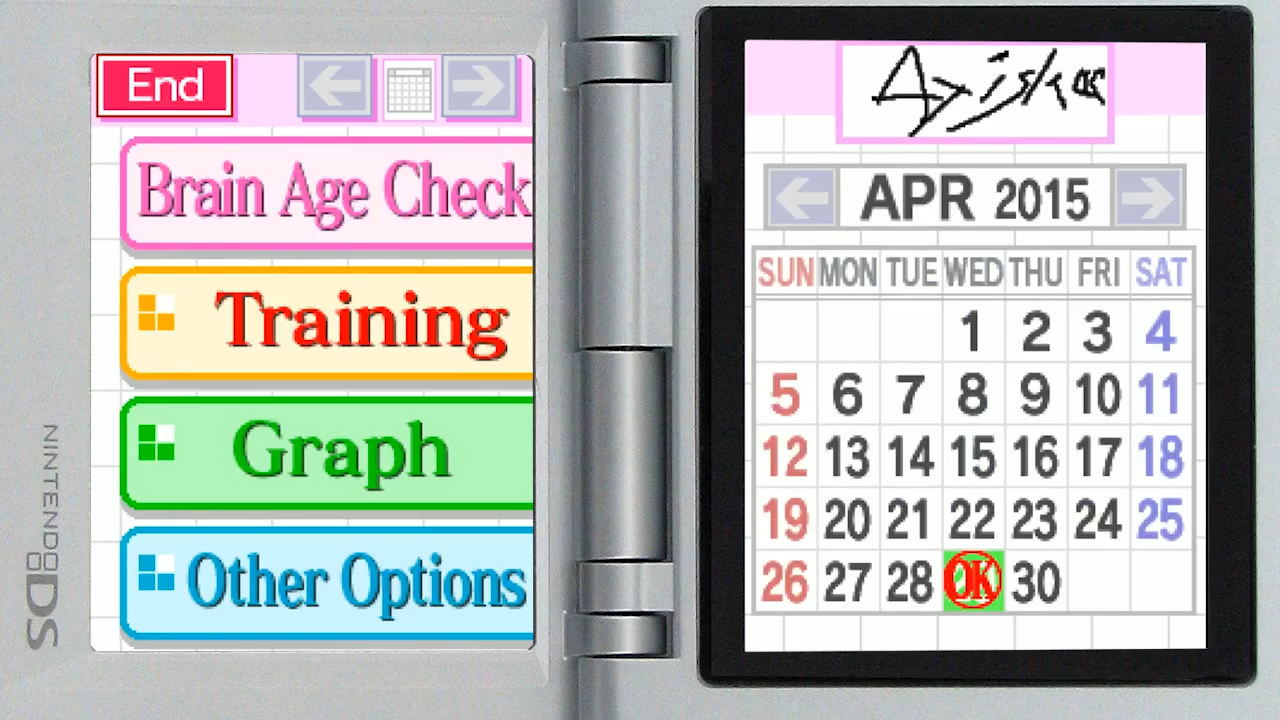 End
Brain Age Check
Training
Graph
Other Options
NINTENDO DS
APR 2015
SUN MON TUE WED THU FRI SAT
1 2 3 4
5 6 7 8 9 10 11
12 13 14 15 16 17 18
19 20 21 22 23 24 25
26 27 28 OK 30